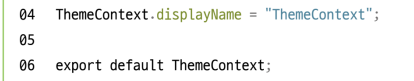 04 ThemeContext.displayName = "ThemeContext";
05
06 export default ThemeContext;